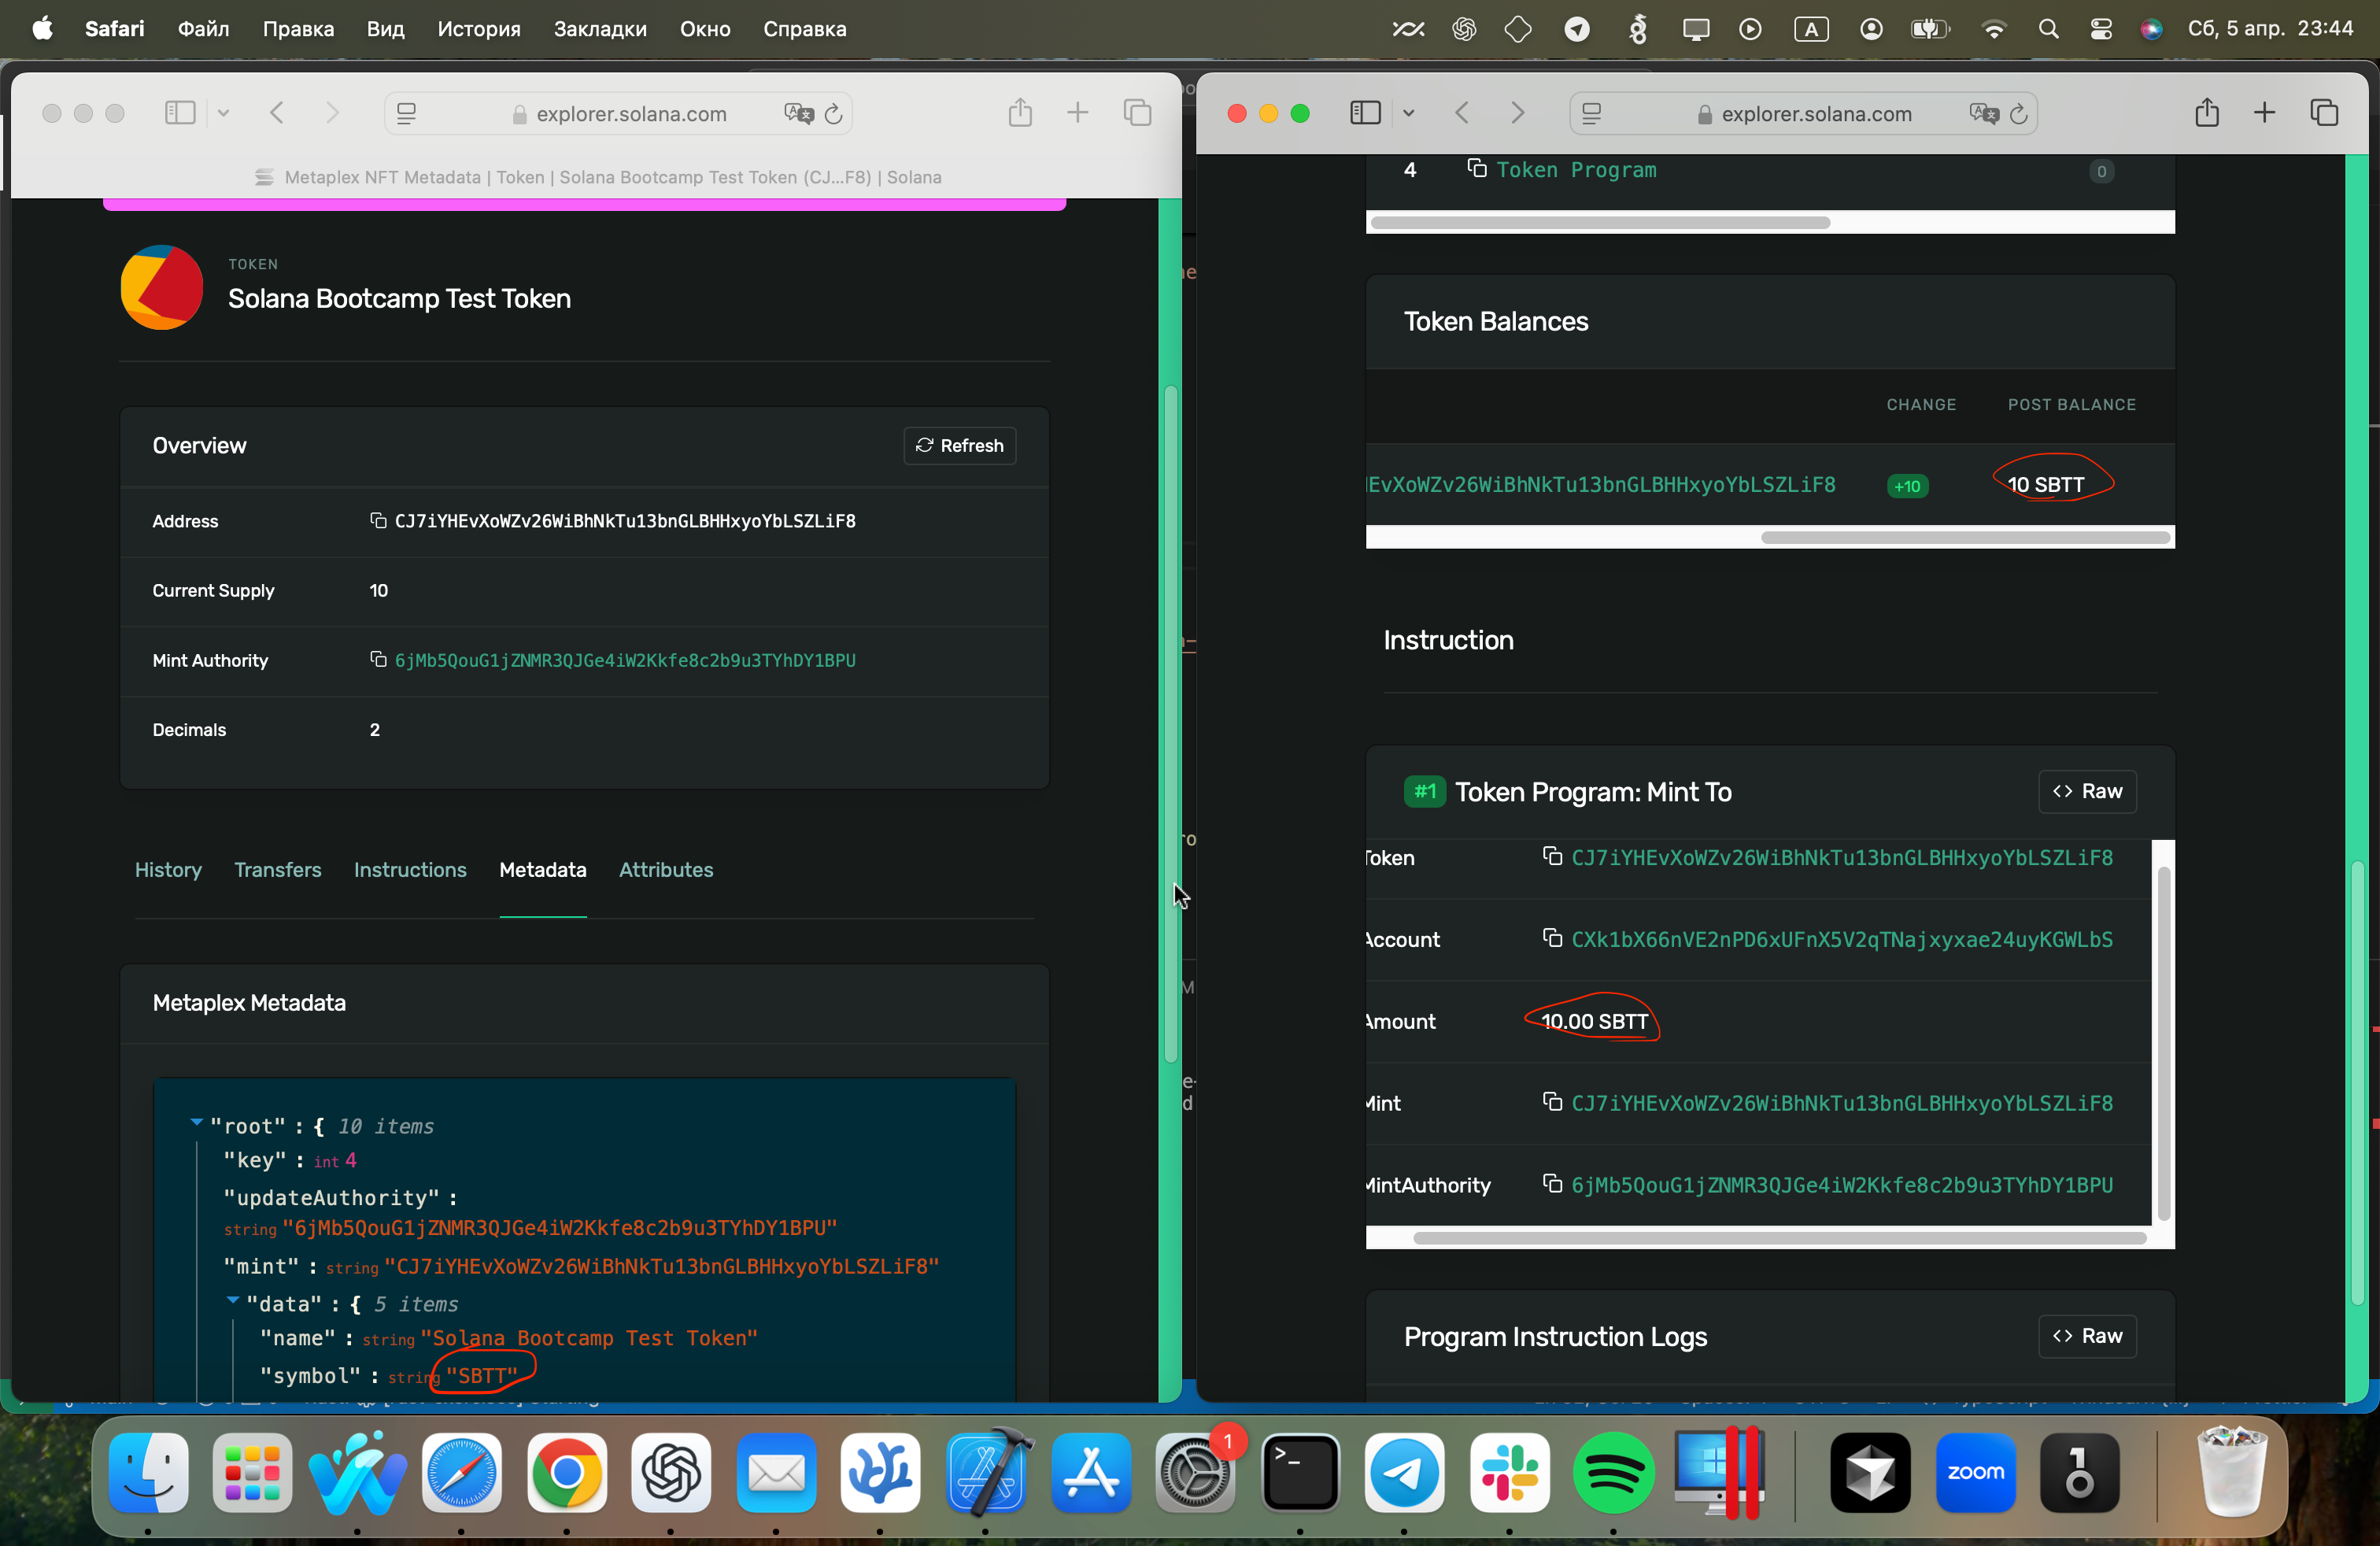 Safari Файл Правка Вид История Закладки Окно Справка
A
Сб, 5 апр. 23:44
explorer.solana.com
Metaplex NFT Metadata | Token | Solana Bootcamp Test Token (CJ...F8) | Solana
TOKEN
Solana Bootcamp Test Token
Overview
Refresh
Address CJ7iYHEvXoWZv26WiBhNkTu13bnGLBHHxyoYbLSZLiF8
Current Supply 10
Mint Authority 6jMb5QouG1jZNMR3QJGe4iW2Kkfe8c2b9u3TYhDY1BPU
Decimals 2
History Transfers Instructions Metadata Attributes
Metaplex Metadata
"root" : { 10 items
"key" : int 4
"updateAuthority" :
string "6jMb5QouG1jZNMR3QJGe4iW2Kkfe8c2b9u3TYhDY1BPU"
"mint" : string "CJ7iYHEvXoWZv26WiBhNkTu13bnGLBHHxyoYbLSZLiF8"
"data" : { 5 items
"name" : string "Solana Bootcamp Test Token"
"symbol" : string "SBTT"
explorer.solana.com
4 Token Program 0
Token Balances
CHANGE POST BALANCE
EvXoWZv26WiBhNkTu13bnGLBHHxyoYbLSZLiF8 +10 10 SBTT
Instruction
#1 Token Program: Mint To
Raw
Token CJ7iYHEvXoWZv26WiBhNkTu13bnGLBHHxyoYbLSZLiF8
Account CXk1bX66nVE2nPD6xUFnX5V2qTNajxyxae24uyKGWLbS
Amount 10.00 SBTT
Mint CJ7iYHEvXoWZv26WiBhNkTu13bnGLBHHxyoYbLSZLiF8
MintAuthority 6jMb5QouG1jZNMR3QJGe4iW2Kkfe8c2b9u3TYhDY1BPU
Program Instruction Logs
Raw
1
zoom